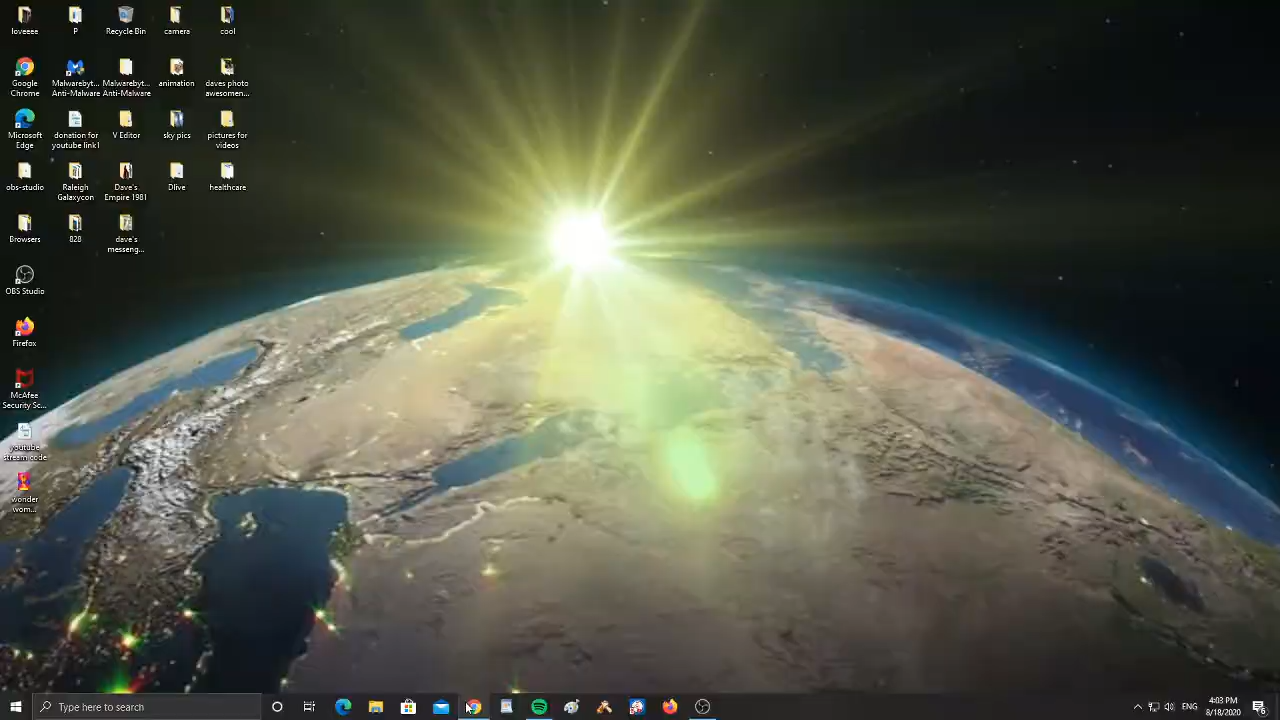 loveeee
P
Recycle Bin
camera
cool
Google
Chrome
Malwarebyt...
Anti-Malware
Malwarebyt...
Anti-Malware
animation
daves photo
awesomen...
Microsoft
Edge
donation for
youtube link1
V Editor
sky pics
pictures for
videos
obs-studio
Raleigh
Galaxycon
Dave's
Empire 1981
Dlive
healthcare
Browsers
828
dave's
messeng...
OBS Studio
Firefox
McAfee
Security Sc...
youtube
stream code
wonder
wom...
Type here to search
ENG
4:03 PM
8/18/2020